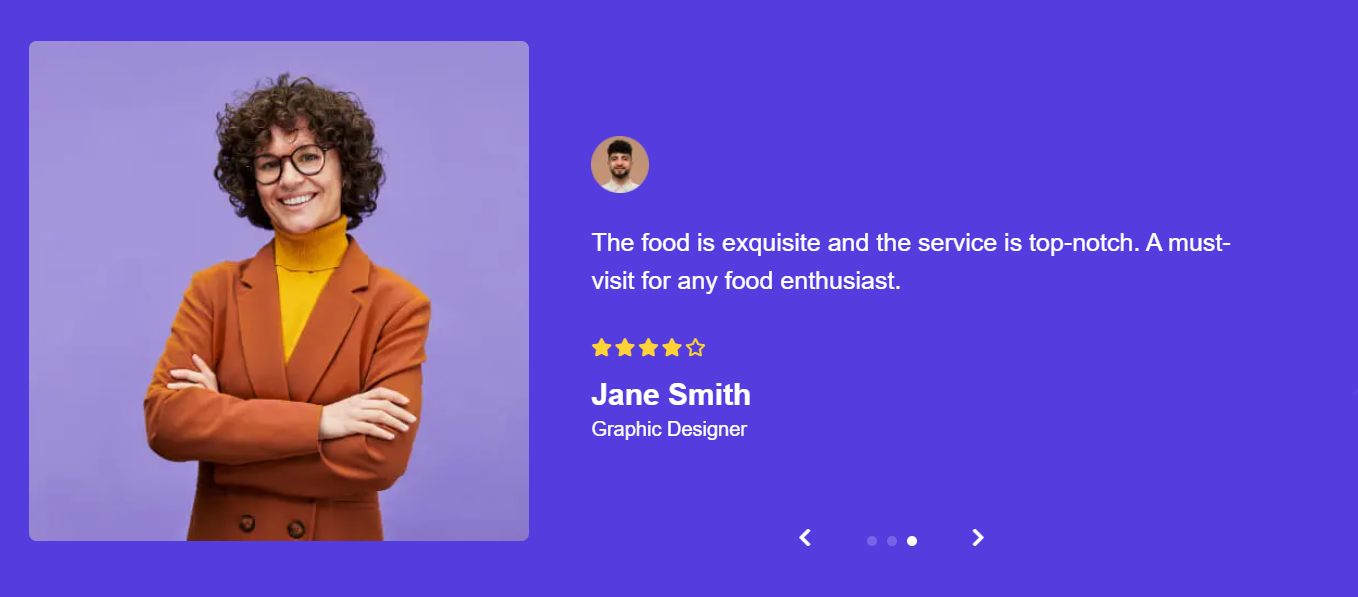 The food is exquisite and the service is top-notch. A must-
visit for any food enthusiast.
Jane Smith
Graphic Designer